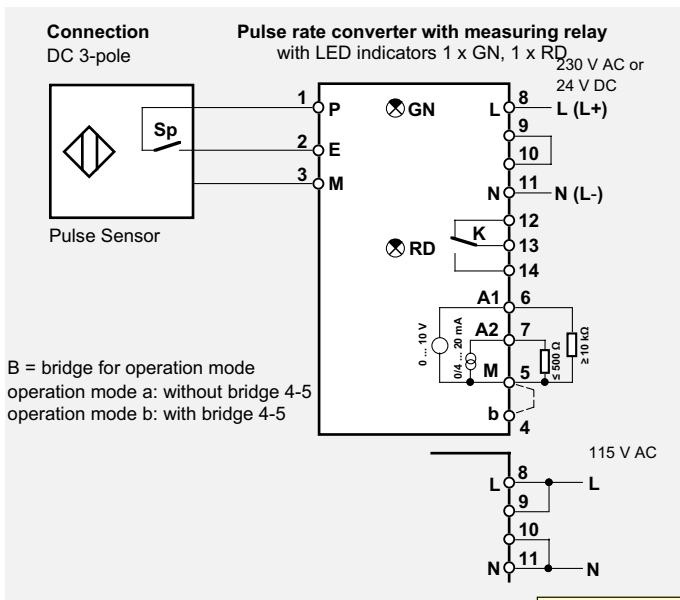 Connection
DC 3-pole
Pulse rate converter with measuring relay
with LED indicators 1 x GN, 1 x RD
230 V AC or
24 V DC
1
P
GN
L
8
L (L+)
Sp
9
2
E
10
3
M
N
11
N (L-)
12
K
13
Pulse Sensor
RD
14
A1
6
A2
7
0 ... 10 V
0/4 ... 20 mA
≤ 500 Ω
≥ 10 kΩ
M
5
b
4
B = bridge for operation mode
operation mode a: without bridge 4-5
operation mode b: with bridge 4-5
115 V AC
L
8
L
9
10
N
11
N